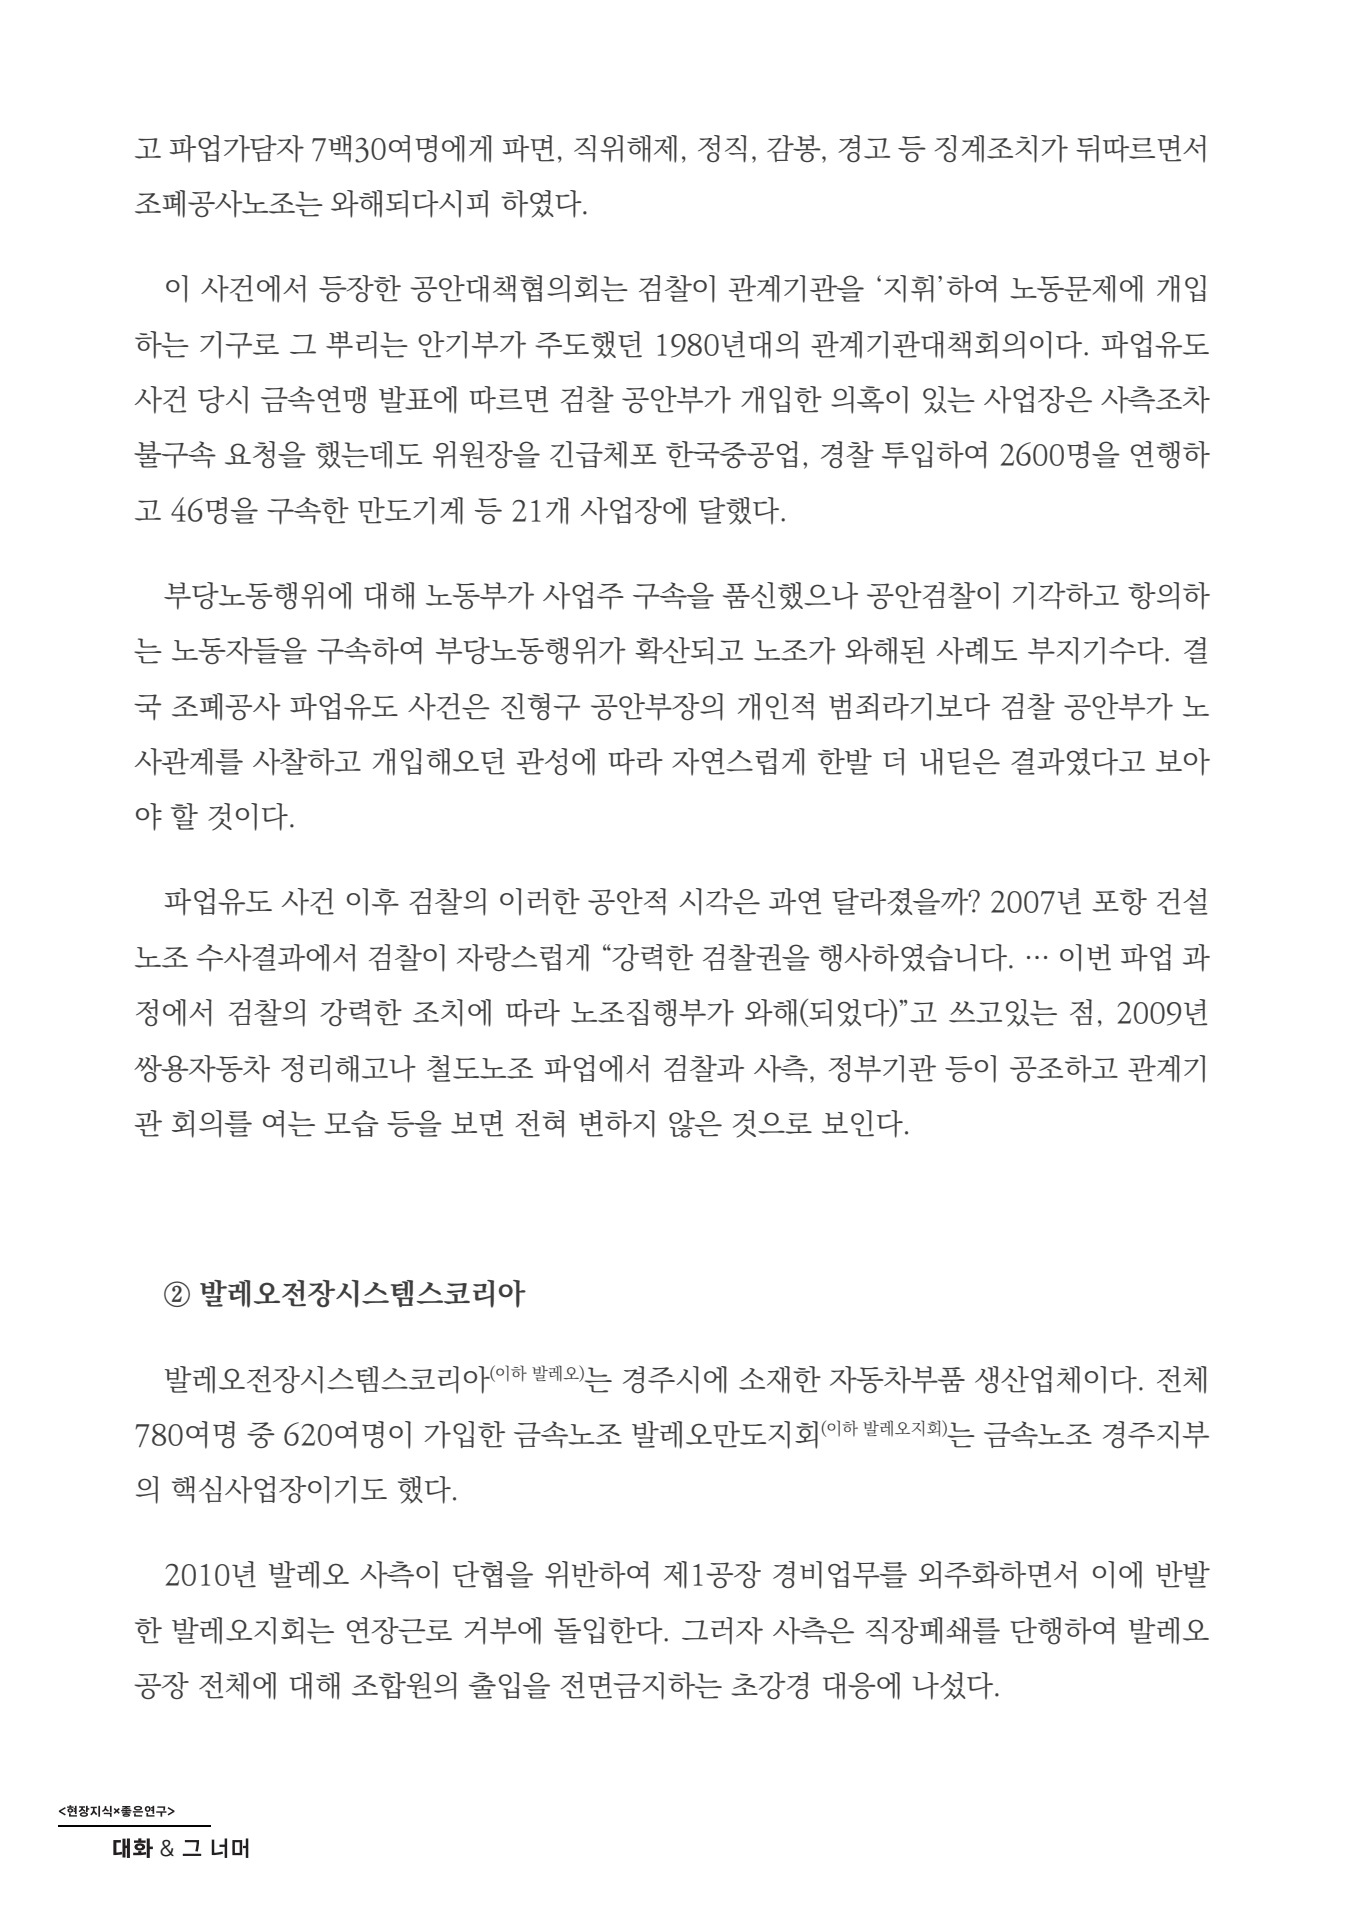 고 파업가담자 7백30여명에게 파면, 직위해제, 정직, 감봉, 경고 등 징계조치가 뒤따르면서
조폐공사노조는 와해되다시피 하였다.
이 사건에서 등장한 공안대책협의회는 검찰이 관계기관을 ‘지휘’하여 노동문제에 개입
하는 기구로 그 뿌리는 안기부가 주도했던 1980년대의 관계기관대책회의이다. 파업유도
사건 당시 금속연맹 발표에 따르면 검찰 공안부가 개입한 의혹이 있는 사업장은 사측조차
불구속 요청을 했는데도 위원장을 긴급체포 한국중공업, 경찰 투입하여 2600명을 연행하
고 46명을 구속한 만도기계 등 21개 사업장에 달했다.
부당노동행위에 대해 노동부가 사업주 구속을 품신했으나 공안검찰이 기각하고 항의하
는 노동자들을 구속하여 부당노동행위가 확산되고 노조가 와해된 사례도 부지기수다. 결
국 조폐공사 파업유도 사건은 진형구 공안부장의 개인적 범죄라기보다 검찰 공안부가 노
사관계를 사찰하고 개입해오던 관성에 따라 자연스럽게 한발 더 내딛은 결과였다고 보아
야 할 것이다.
파업유도 사건 이후 검찰의 이러한 공안적 시각은 과연 달라졌을까? 2007년 포항 건설
노조 수사결과에서 검찰이 자랑스럽게 “강력한 검찰권을 행사하였습니다. … 이번 파업 과
정에서 검찰의 강력한 조치에 따라 노조집행부가 와해(되었다)”고 쓰고있는 점, 2009년
쌍용자동차 정리해고나 철도노조 파업에서 검찰과 사측, 정부기관 등이 공조하고 관계기
관 회의를 여는 모습 등을 보면 전혀 변하지 않은 것으로 보인다.
② 발레오전장시스템스코리아
발레오전장시스템스코리아(이하 발레오)는 경주시에 소재한 자동차부품 생산업체이다. 전체
780여명 중 620여명이 가입한 금속노조 발레오만도지회(이하 발레오지회)는 금속노조 경주지부
의 핵심사업장이기도 했다.
2010년 발레오 사측이 단협을 위반하여 제1공장 경비업무를 외주화하면서 이에 반발
한 발레오지회는 연장근로 거부에 돌입한다. 그러자 사측은 직장폐쇄를 단행하여 발레오
공장 전체에 대해 조합원의 출입을 전면금지하는 초강경 대응에 나섰다.
<현장지식×좋은연구>
대화 & 그 너머